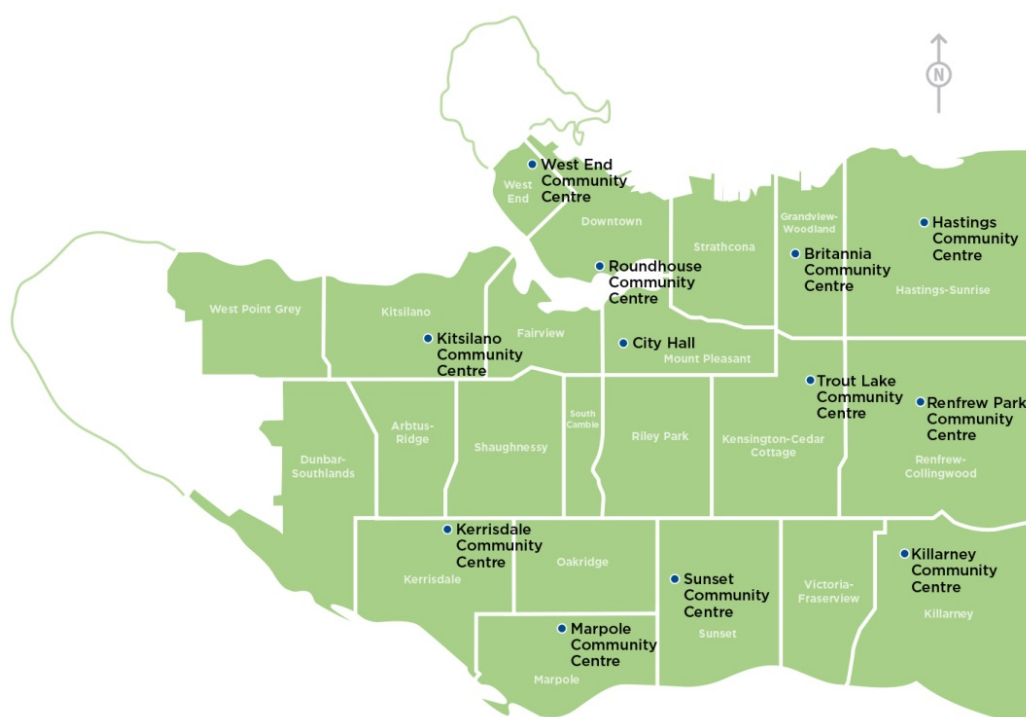 N
West End
Community
Centre
West
End
Downtown
Strathcona
Grandview-
Woodland
Hastings
Community
Centre
Hastings-Sunrise
Britannia
Community
Centre
Roundhouse
Community
Centre
West Point Grey
Kitsilano
Kitsilano
Community
Centre
Fairview
City Hall
Mount Pleasant
Trout Lake
Community
Centre
Renfrew Park
Community
Centre
Renfrew-
Collingwood
Dunbar-
Southlands
Arbtus-
Ridge
Shaughnessy
South
Camble
Riley Park
Kensington-Cedar
Cottage
Kerrisdale
Community
Centre
Kerrisdale
Oakridge
Sunset
Community
Centre
Sunset
Victoria-
Fraserview
Killarney
Community
Centre
Killarney
Marpole
Community
Centre
Marpole